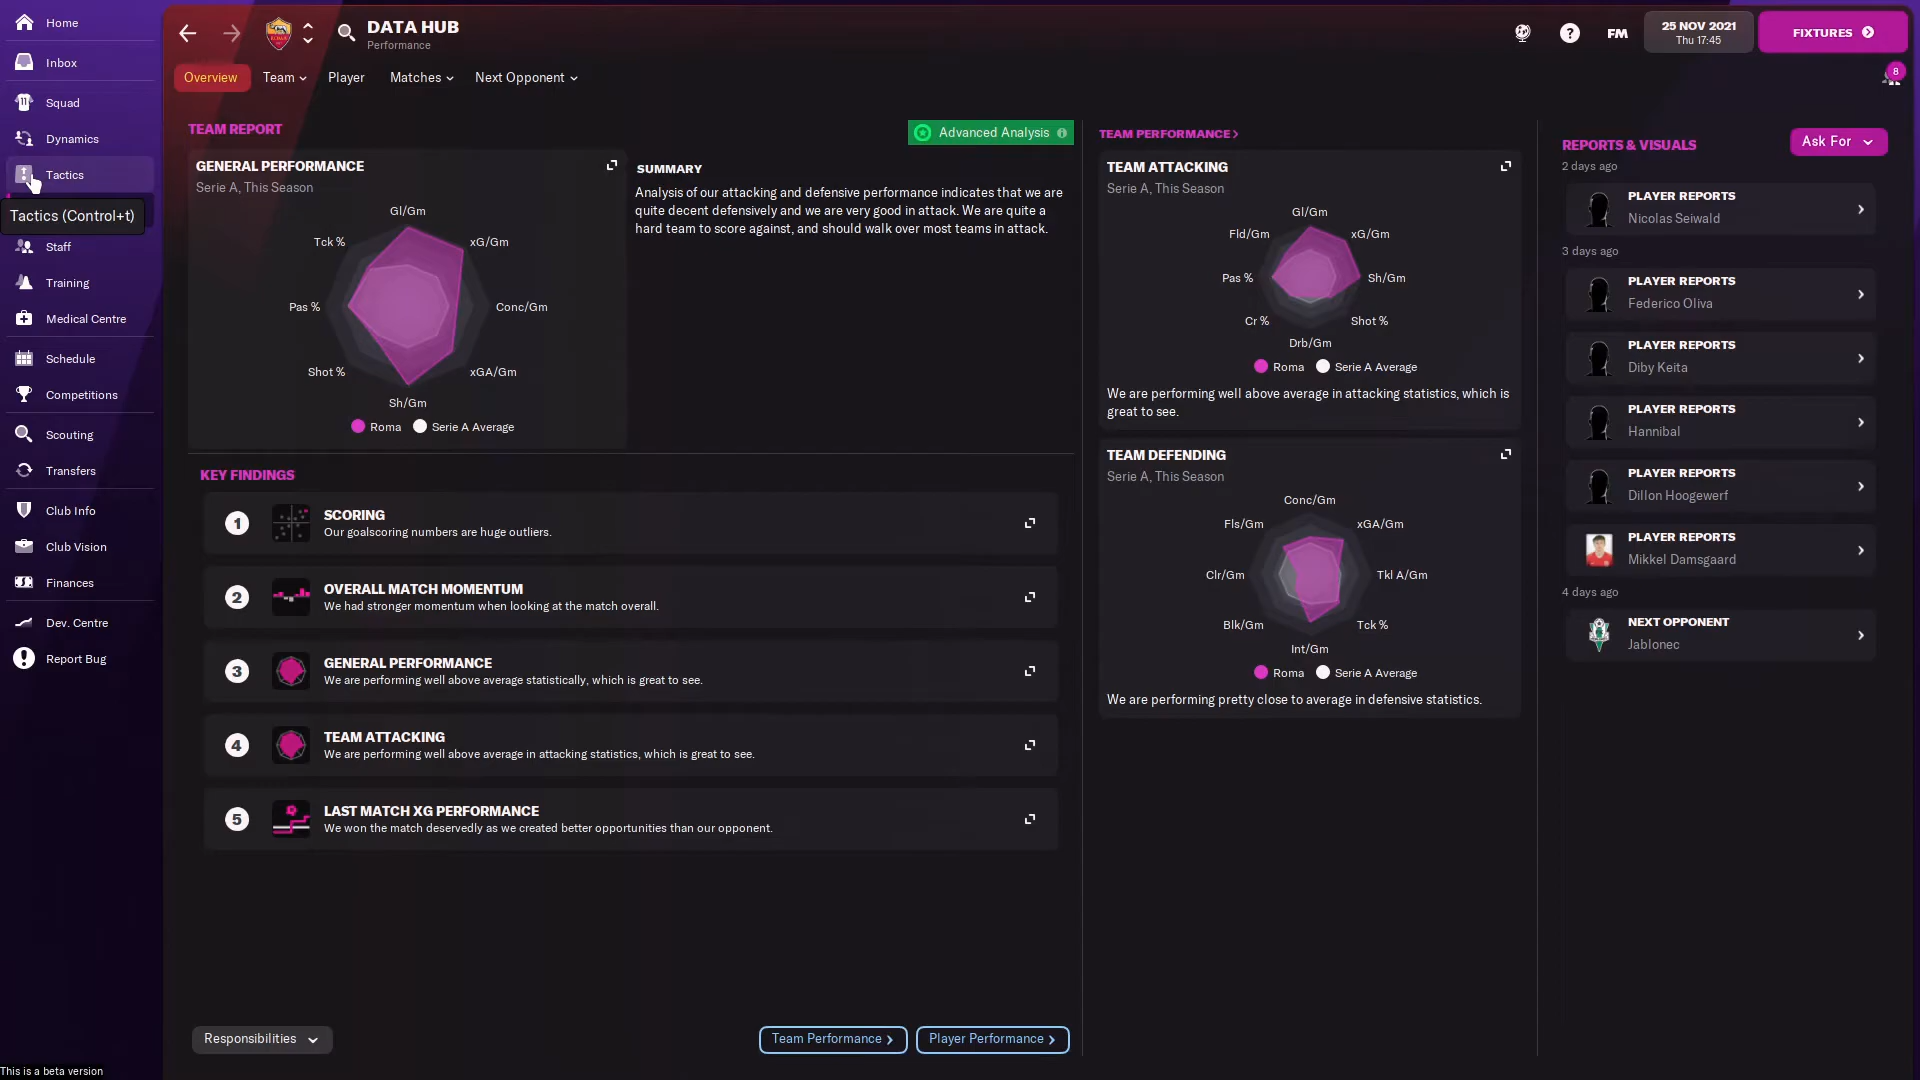 Home
Inbox
Squad
Dynamics
Tactics
Tactics (Control+t)
Staff
Training
Medical Centre
Schedule
Competitions
Scouting
Transfers
Club Info
Club Vision
Finances
Dev. Centre
Report Bug
This is a beta version
DATA HUB
Performance
FM
25 NOV 2021
Thu 17:45
FIXTURES
8
Overview
Team
Player
Matches
Next Opponent
TEAM REPORT
Advanced Analysis
GENERAL PERFORMANCE
Serie A, This Season
Gl/Gm
Tck %
xG/Gm
Pas %
Conc/Gm
Shot %
xGA/Gm
Sh/Gm
Roma
Serie A Average
SUMMARY
Analysis of our attacking and defensive performance indicates that we are
quite decent defensively and we are very good in attack. We are quite a
hard team to score against, and should walk over most teams in attack.
KEY FINDINGS
1
SCORING
Our goalscoring numbers are huge outliers.
2
OVERALL MATCH MOMENTUM
We had stronger momentum when looking at the match overall.
3
GENERAL PERFORMANCE
We are performing well above average statistically, which is great to see.
4
TEAM ATTACKING
We are performing well above average in attacking statistics, which is great to see.
5
LAST MATCH XG PERFORMANCE
We won the match deservedly as we created better opportunities than our opponent.
Responsibilities
Team Performance
Player Performance
TEAM PERFORMANCE
TEAM ATTACKING
Serie A, This Season
Gl/Gm
Fld/Gm
xG/Gm
Pas %
Sh/Gm
Cr %
Shot %
Drb/Gm
Roma
Serie A Average
We are performing well above average in attacking statistics, which is
great to see.
TEAM DEFENDING
Serie A, This Season
Conc/Gm
Fls/Gm
xGA/Gm
Clr/Gm
Tkl A/Gm
Blk/Gm
Tck %
Int/Gm
Roma
Serie A Average
We are performing pretty close to average in defensive statistics.
REPORTS & VISUALS
Ask For
2 days ago
PLAYER REPORTS
Nicolas Seiwald
3 days ago
PLAYER REPORTS
Federico Oliva
PLAYER REPORTS
Diby Keita
PLAYER REPORTS
Hannibal
PLAYER REPORTS
Dillon Hoogewerf
PLAYER REPORTS
Mikkel Damsgaard
4 days ago
NEXT OPPONENT
Jablonec